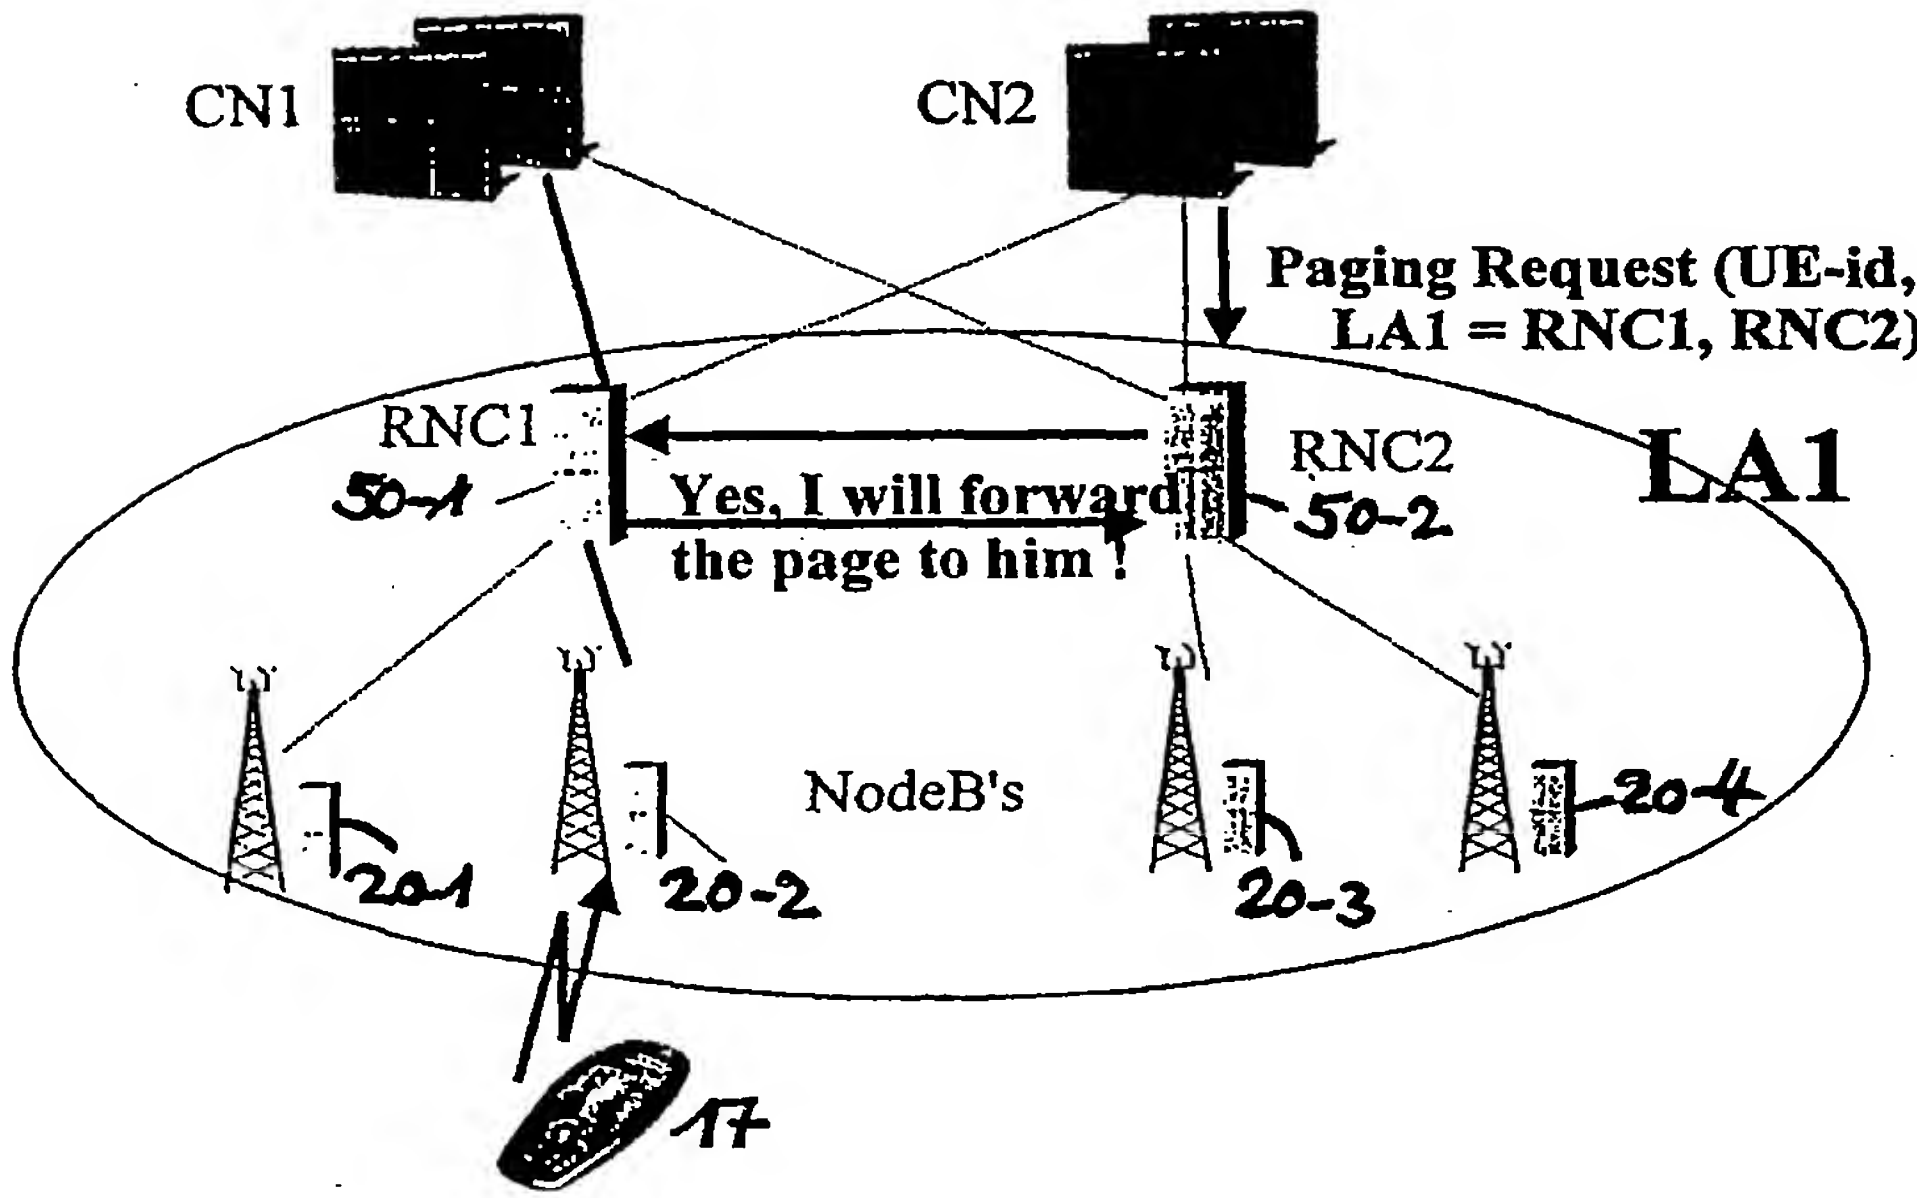 CN1
CN2
Paging Request (UE-id,
LA1 = RNC1, RNC2)
RNC1
RNC2
LA1
50-1
Yes, I will forward
50-2
the page to him !
NodeB's
20-1
20-2
20-3
20-4
17